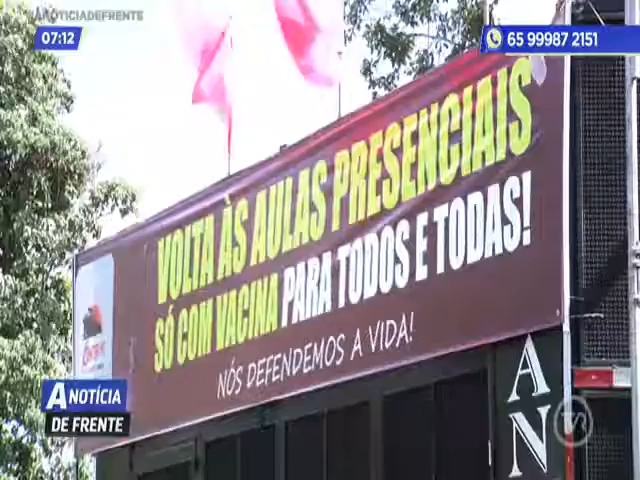 ANOTICIADEFRENTE
07:12
65 99987 2151
VOLTA ÀS AULAS PRESENCIAIS
SÓ COM VACINA PARA TODOS E TODAS!
NÓS DEFENDEMOS A VIDA!
A NOTÍCIA
DE FRENTE
AN